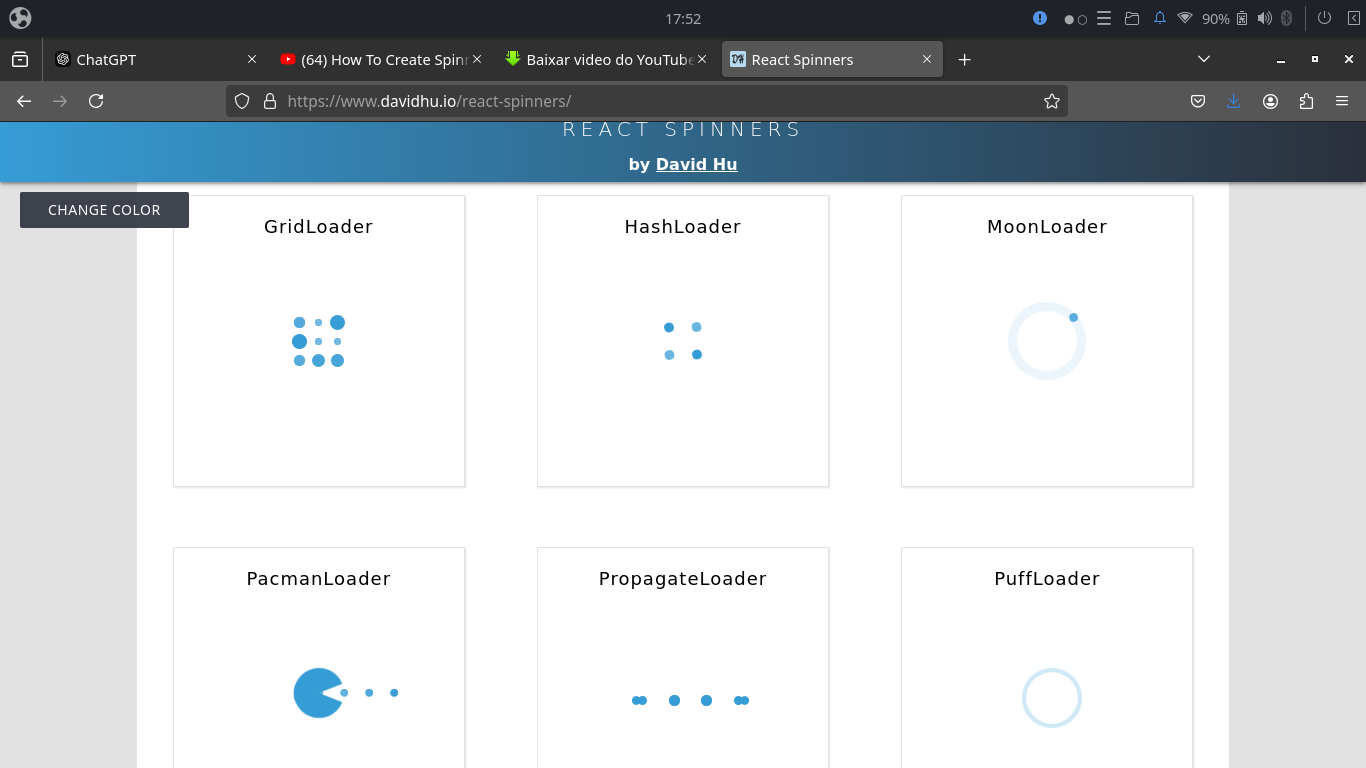 17:52
90%
ChatGPT
(64) How To Create Spinn
Baixar video do YouTube
React Spinners
https://www.davidhu.io/react-spinners/
REACT SPINNERS
by David Hu
CHANGE COLOR
GridLoader
HashLoader
MoonLoader
PacmanLoader
PropagateLoader
PuffLoader